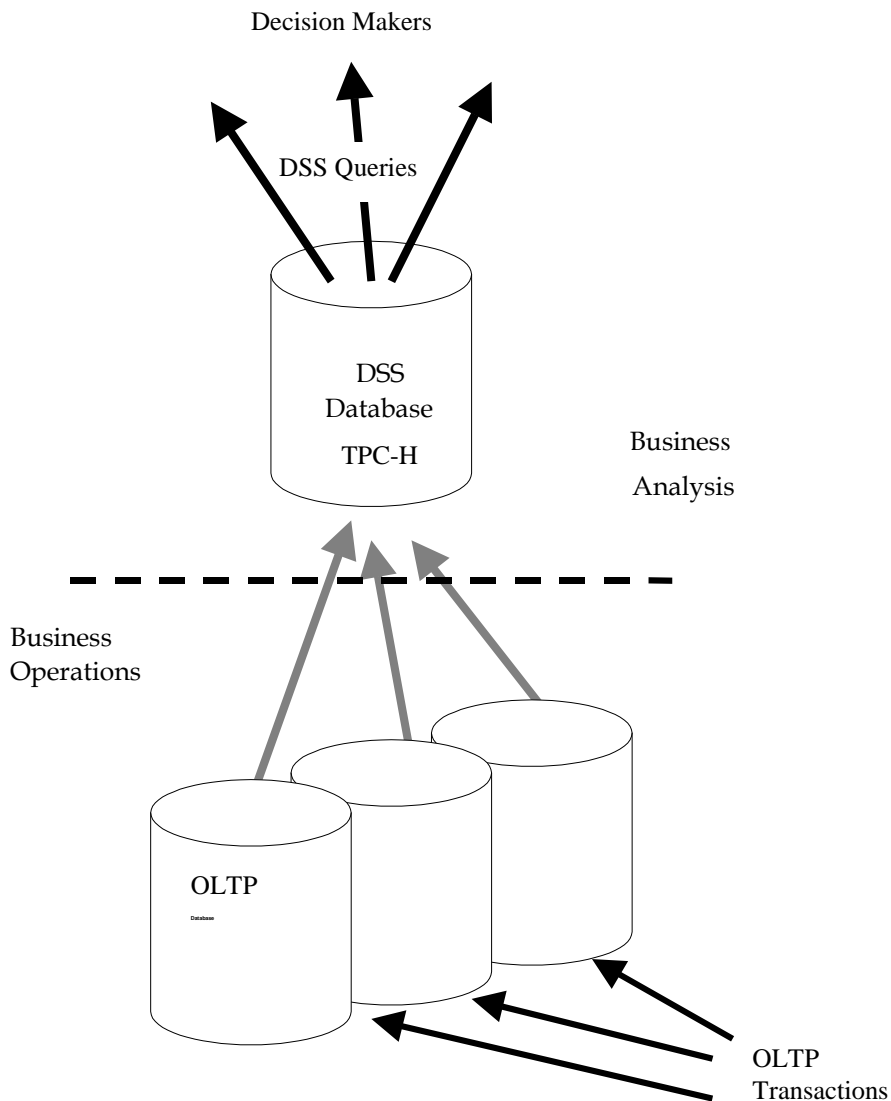 Decision Makers
DSS Queries
DSS
Database
TPC-H
Business
Analysis
Business
Operations
OLTP
Database
OLTP
Transactions